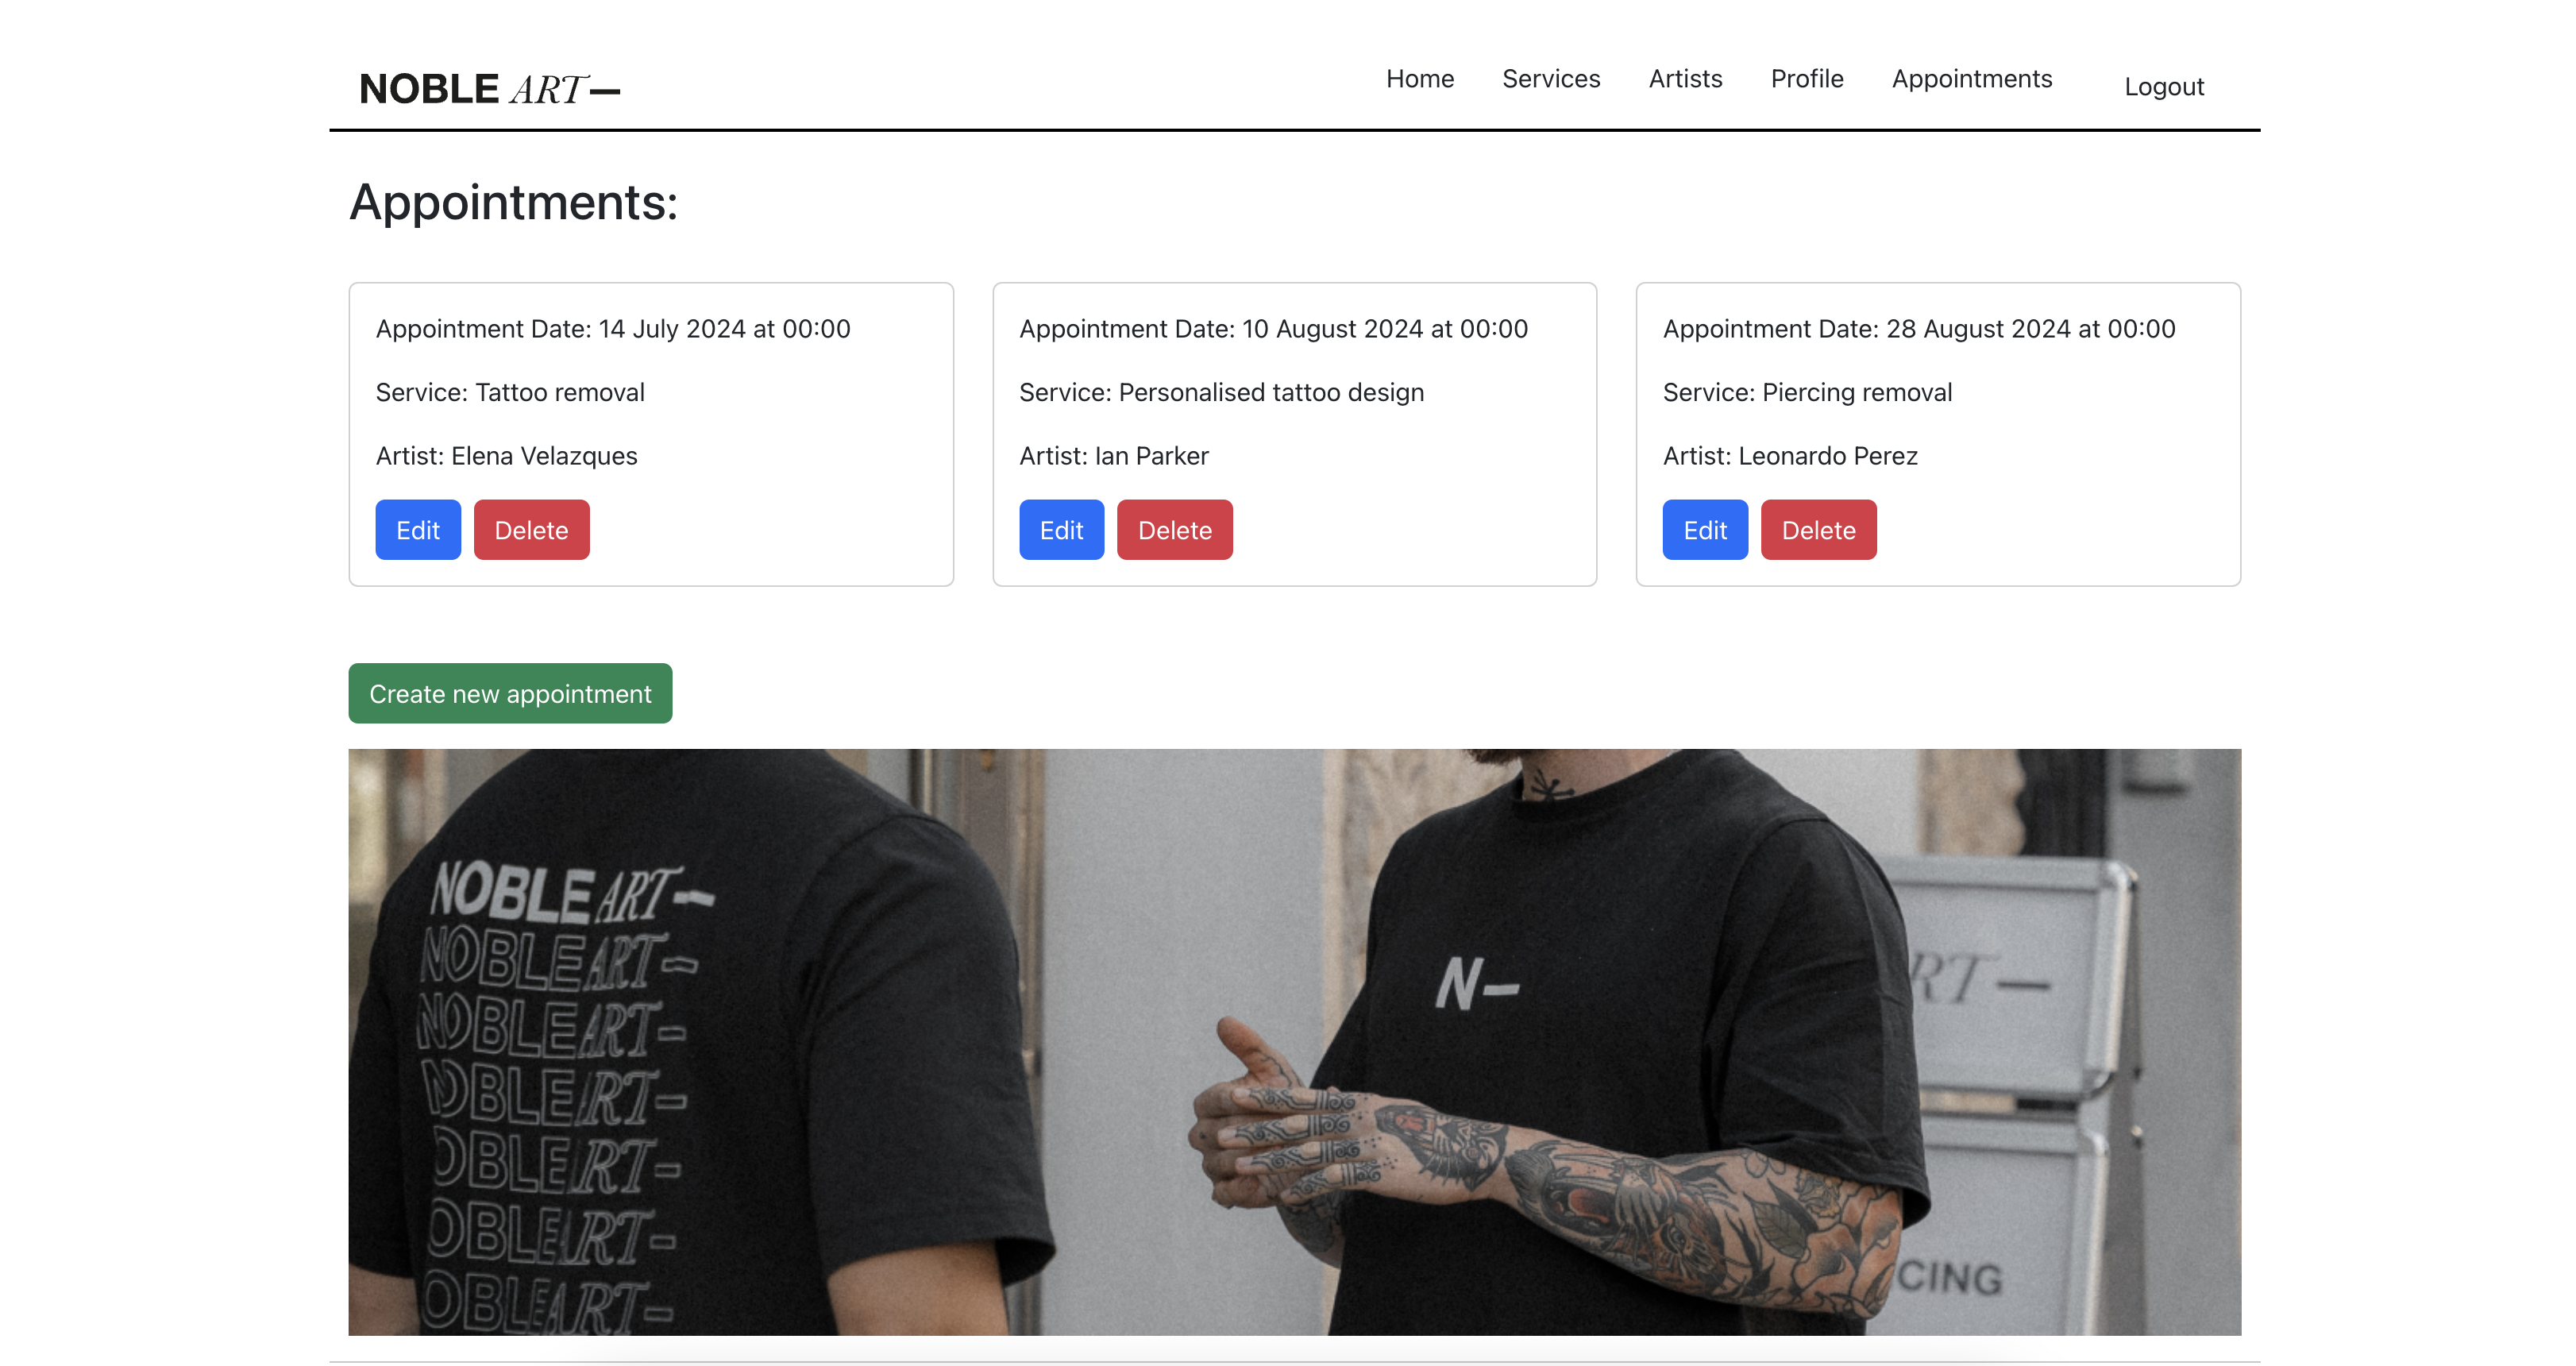 NOBLE ART—
Home Services Artists Profile Appointments Logout
Appointments:
Appointment Date: 14 July 2024 at 00:00
Service: Tattoo removal
Artist: Elena Velazques
Edit Delete
Appointment Date: 10 August 2024 at 00:00
Service: Personalised tattoo design
Artist: Ian Parker
Edit Delete
Appointment Date: 28 August 2024 at 00:00
Service: Piercing removal
Artist: Leonardo Perez
Edit Delete
Create new appointment
NOBLE ART—
NOBLE ART—
NOBLE ART—
NOBLE ART—
OBLE ART—
OBLE ART—
OBLE ART—
N—
RT—
CING